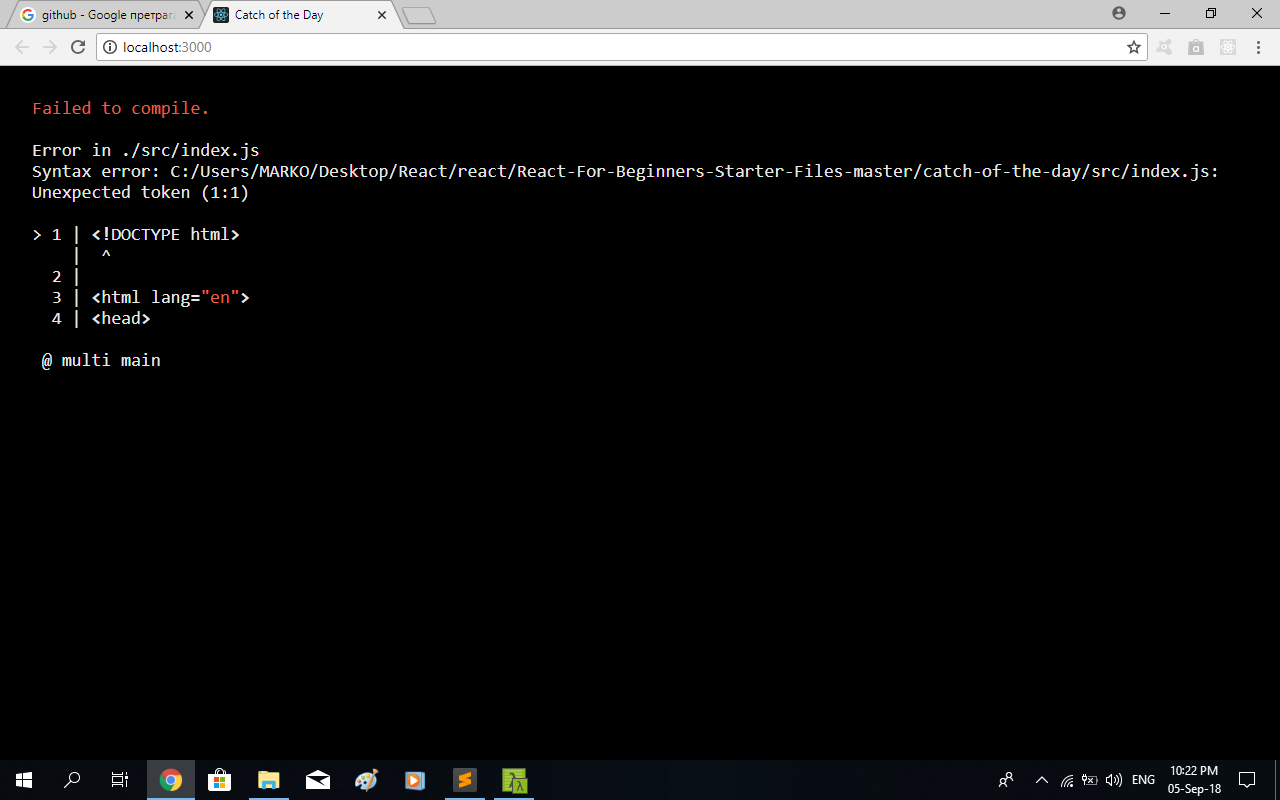 github - Google претрага
Catch of the Day
localhost:3000
Failed to compile.
Error in ./src/index.js
Syntax error: C:/Users/MARKO/Desktop/React/react/React-For-Beginners-Starter-Files-master/catch-of-the-day/src/index.js:
Unexpected token (1:1)
> 1 | <!DOCTYPE html>
| ^
2 |
3 | <html lang="en">
4 | <head>
@ multi main
ENG
10:22 PM
05-Sep-18